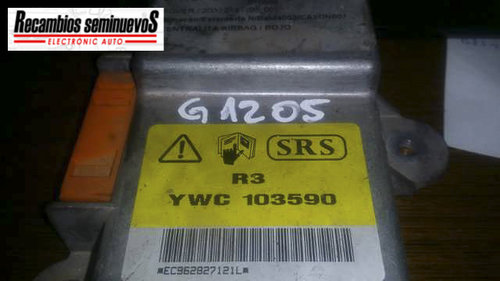 Recambios seminuevoS
ELECTRONIC AUTO
G1205
SRS
R3
YWC 103590
*EC962827121L*